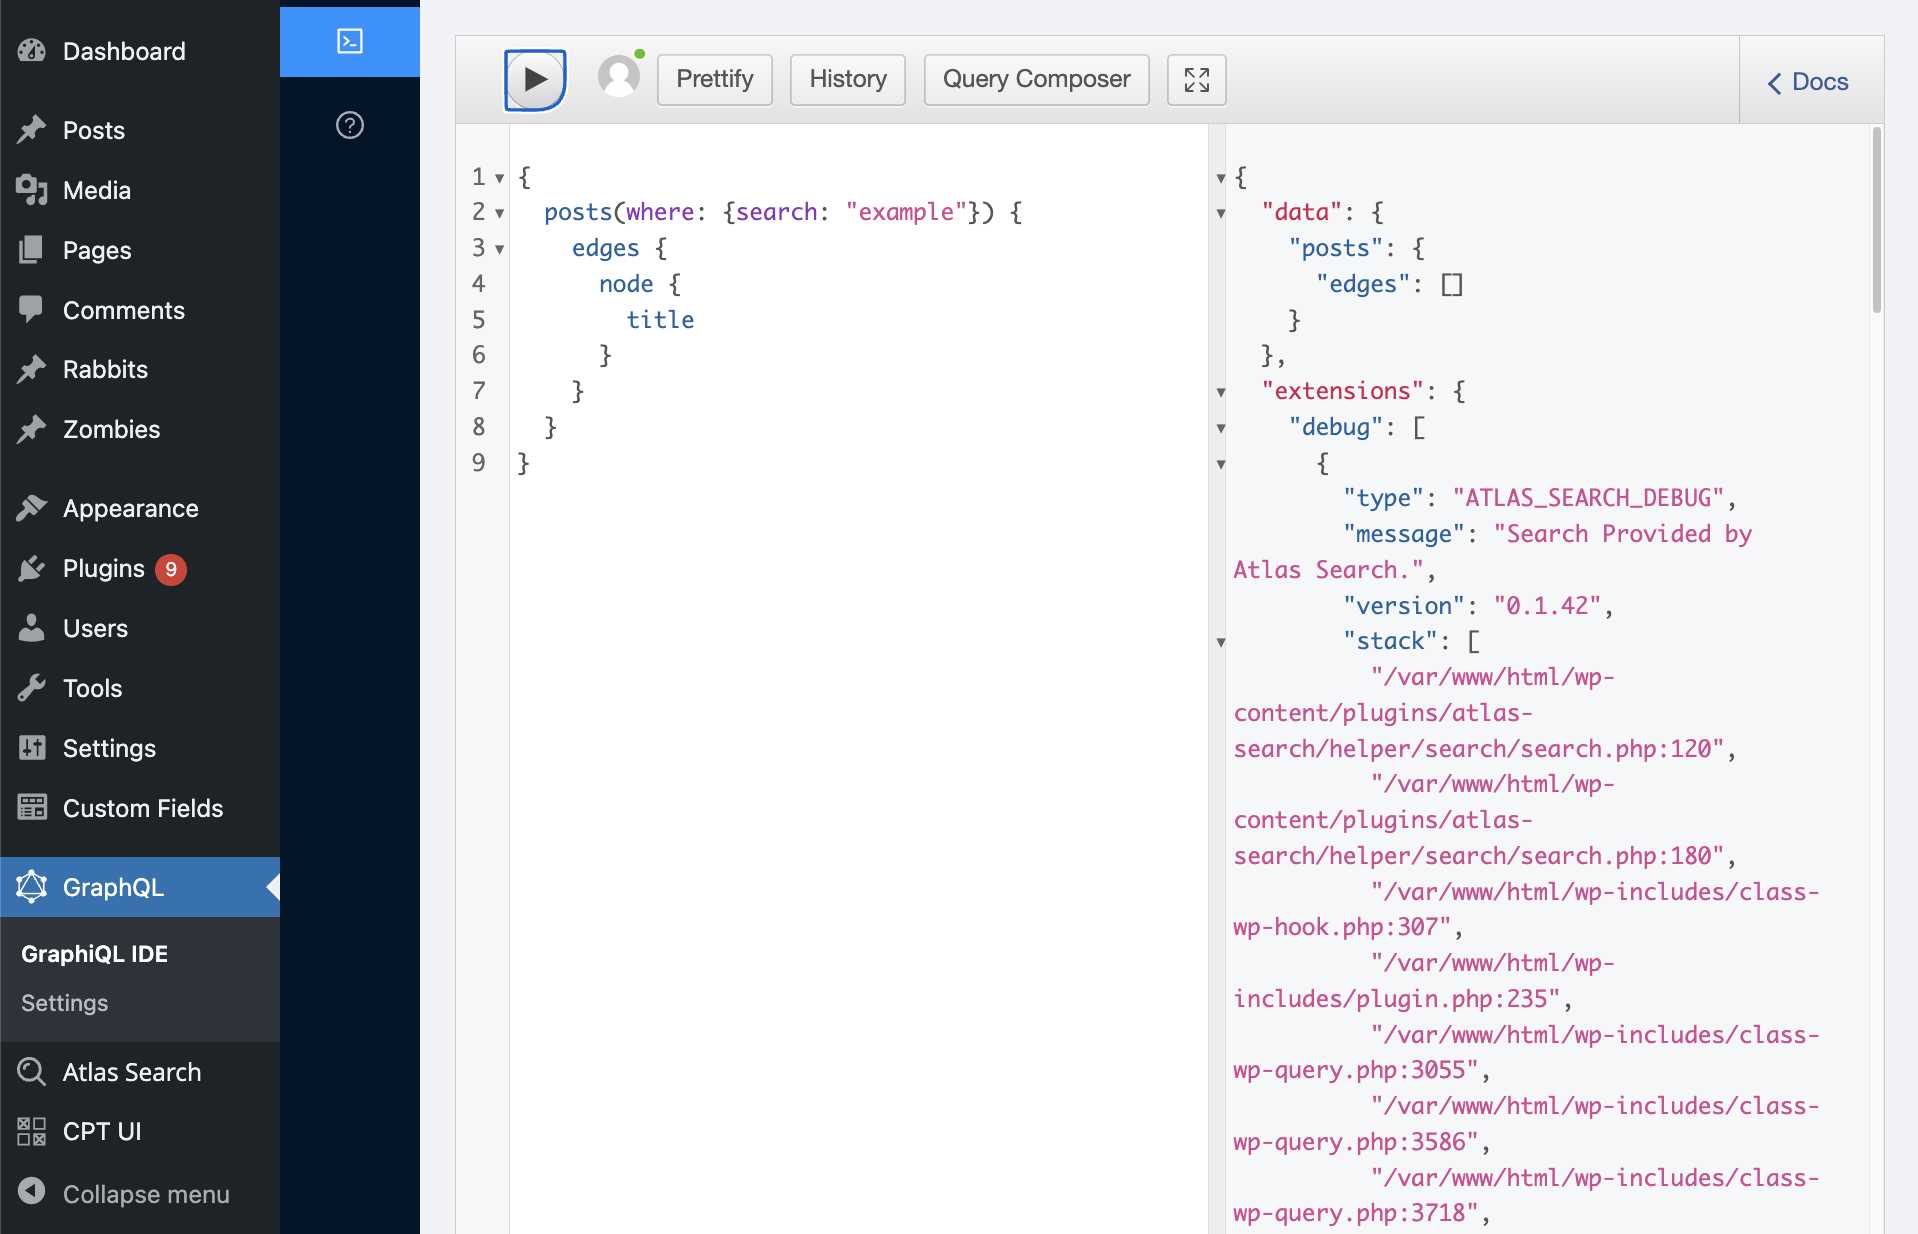 Dashboard
Posts
Media
Pages
Comments
Rabbits
Zombies
Appearance
Plugins 9
Users
Tools
Settings
Custom Fields
GraphQL
GraphiQL IDE
Settings
Atlas Search
CPT UI
Collapse menu
Prettify
History
Query Composer
Docs
1 {
2 posts(where: {search: "example"}) {
3 edges {
4 node {
5 title
6 }
7 }
8 }
9 }
{
"data": {
"posts": {
"edges": []
}
},
"extensions": {
"debug": [
{
"type": "ATLAS_SEARCH_DEBUG",
"message": "Search Provided by
Atlas Search.",
"version": "0.1.42",
"stack": [
"/var/www/html/wp-
content/plugins/atlas-
search/helper/search/search.php:120",
"/var/www/html/wp-
content/plugins/atlas-
search/helper/search/search.php:180",
"/var/www/html/wp-includes/class-
wp-hook.php:307",
"/var/www/html/wp-
includes/plugin.php:235",
"/var/www/html/wp-includes/class-
wp-query.php:3055",
"/var/www/html/wp-includes/class-
wp-query.php:3586",
"/var/www/html/wp-includes/class-
wp-query.php:3718",